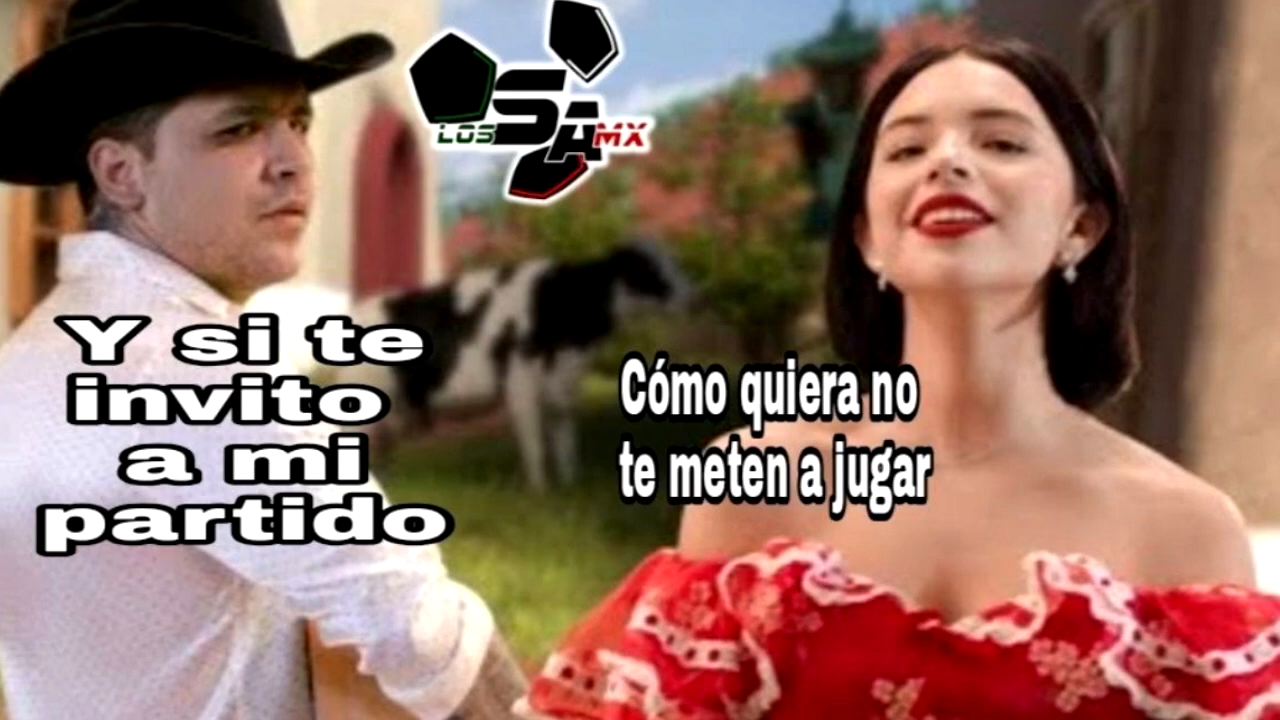 LOS SA MX
Y si te
invito
a mi
partido
Cómo quiera no
te meten a jugar